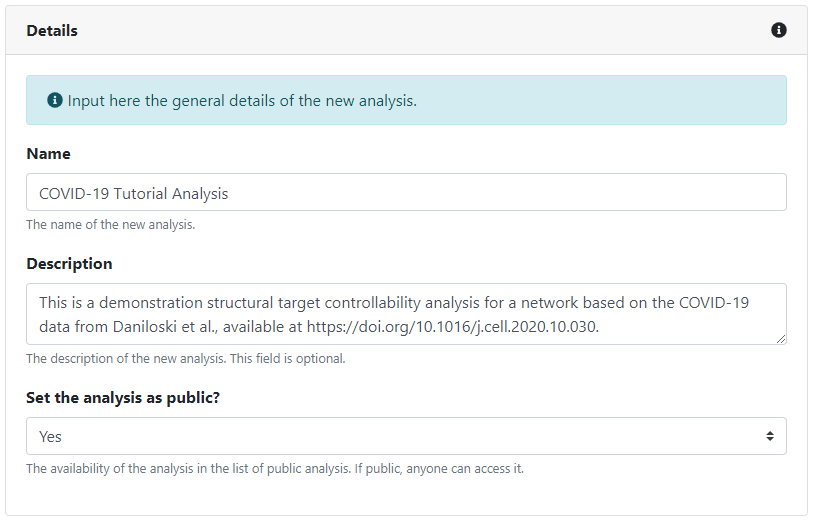 Details
Input here the general details of the new analysis.
Name
COVID-19 Tutorial Analysis
The name of the new analysis.
Description
This is a demonstration structural target controllability analysis for a network based on the COVID-19
data from Daniloski et al., available at https://doi.org/10.1016/j.cell.2020.10.030.
The description of the new analysis. This field is optional.
Set the analysis as public?
Yes
The availability of the analysis in the list of public analysis. If public, anyone can access it.